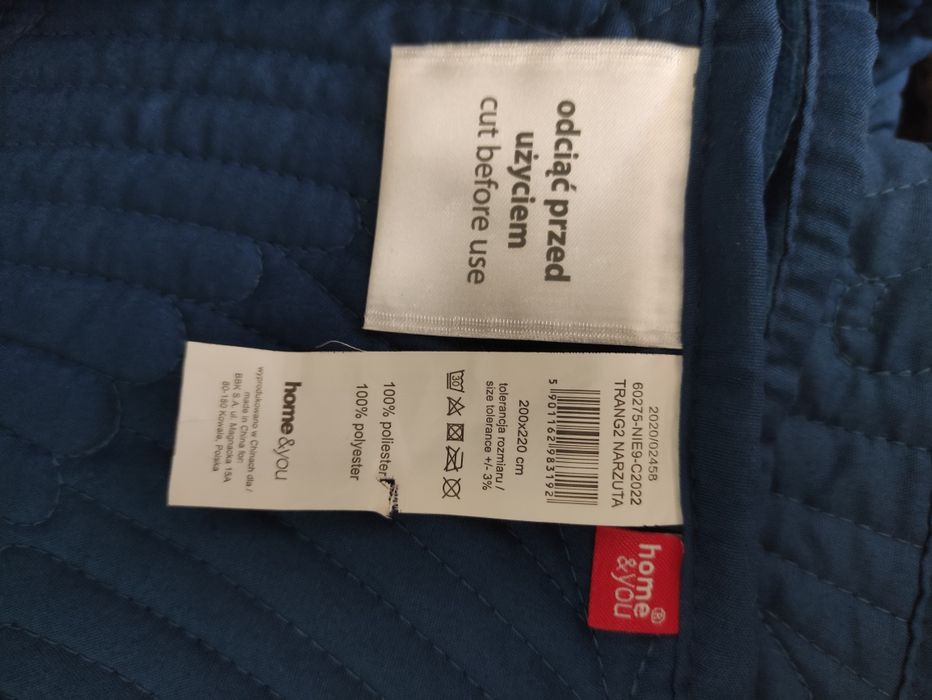 odciąć przed
użyciem
cut before use
2020/02458
60275-NIE9-C2022
TRANG2 NARZUTA
5 901162 983192
200x220 cm
tolerancja rozmiaru /
size tolerance +/- 3%
30
100% poliester
100% polyester
home&you
wyprodukowano w Chinach dla /
made in China for:
BBK S.A. ul. Magnacka 15A
80-180 Kowale, Polska
home®
&you